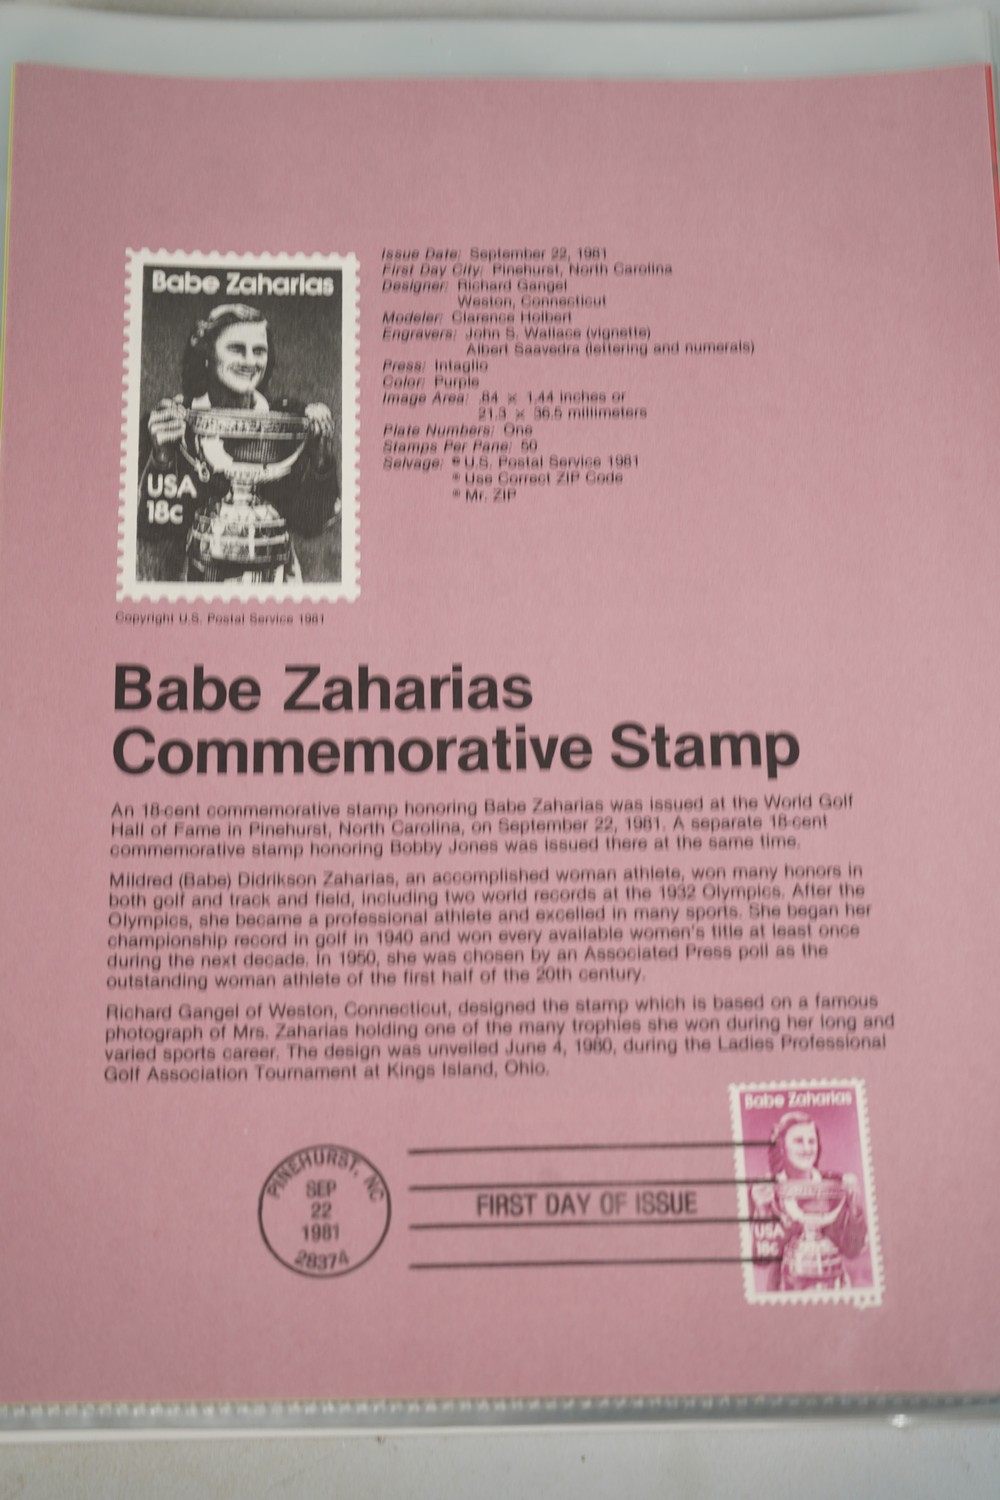 Babe Zaharias
USA
18c
Copyright U.S. Postal Service 1981
Issue Date: September 22, 1981
First Day City: Pinehurst, North Carolina
Designer: Richard Gangel
Weston, Connecticut
Modeler: Clarence Holbert
Engravers: John S. Wallace (vignette)
Albert Saavedra (lettering and numerals)
Press: Intaglio
Color: Purple
Image Area: .84 x 1.44 inches or
21.3 x 36.5 millimeters
Plate Numbers: One
Stamps Per Pane: 50
Selvage: ® U.S. Postal Service 1981
® Use Correct ZIP Code
® Mr. ZIP
Babe Zaharias
Commemorative Stamp
An 18-cent commemorative stamp honoring Babe Zaharias was issued at the World Golf
Hall of Fame in Pinehurst, North Carolina, on September 22, 1981. A separate 18-cent
commemorative stamp honoring Bobby Jones was issued there at the same time.
Mildred (Babe) Didrikson Zaharias, an accomplished woman athlete, won many honors in
both golf and track and field, including two world records at the 1932 Olympics. After the
Olympics, she became a professional athlete and excelled in many sports. She began her
championship record in golf in 1940 and won every available women's title at least once
during the next decade. In 1950, she was chosen by an Associated Press poll as the
outstanding woman athlete of the first half of the 20th century.
Richard Gangel of Weston, Connecticut, designed the stamp which is based on a famous
photograph of Mrs. Zaharias holding one of the many trophies she won during her long and
varied sports career. The design was unveiled June 4, 1980, during the Ladies Professional
Golf Association Tournament at Kings Island, Ohio.
PINEHURST, NC
SEP
22
1981
28374
FIRST DAY OF ISSUE
Babe Zaharias
USA
18c